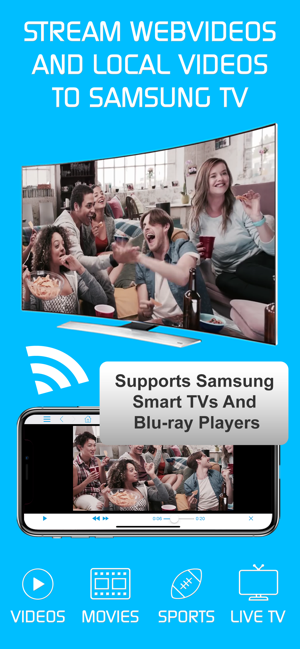 STREAM WEBVIDEOS
AND LOCAL VIDEOS
TO SAMSUNG TV
Supports Samsung
Smart TVs And
Blu-ray Players
VIDEOS MOVIES SPORTS LIVE TV